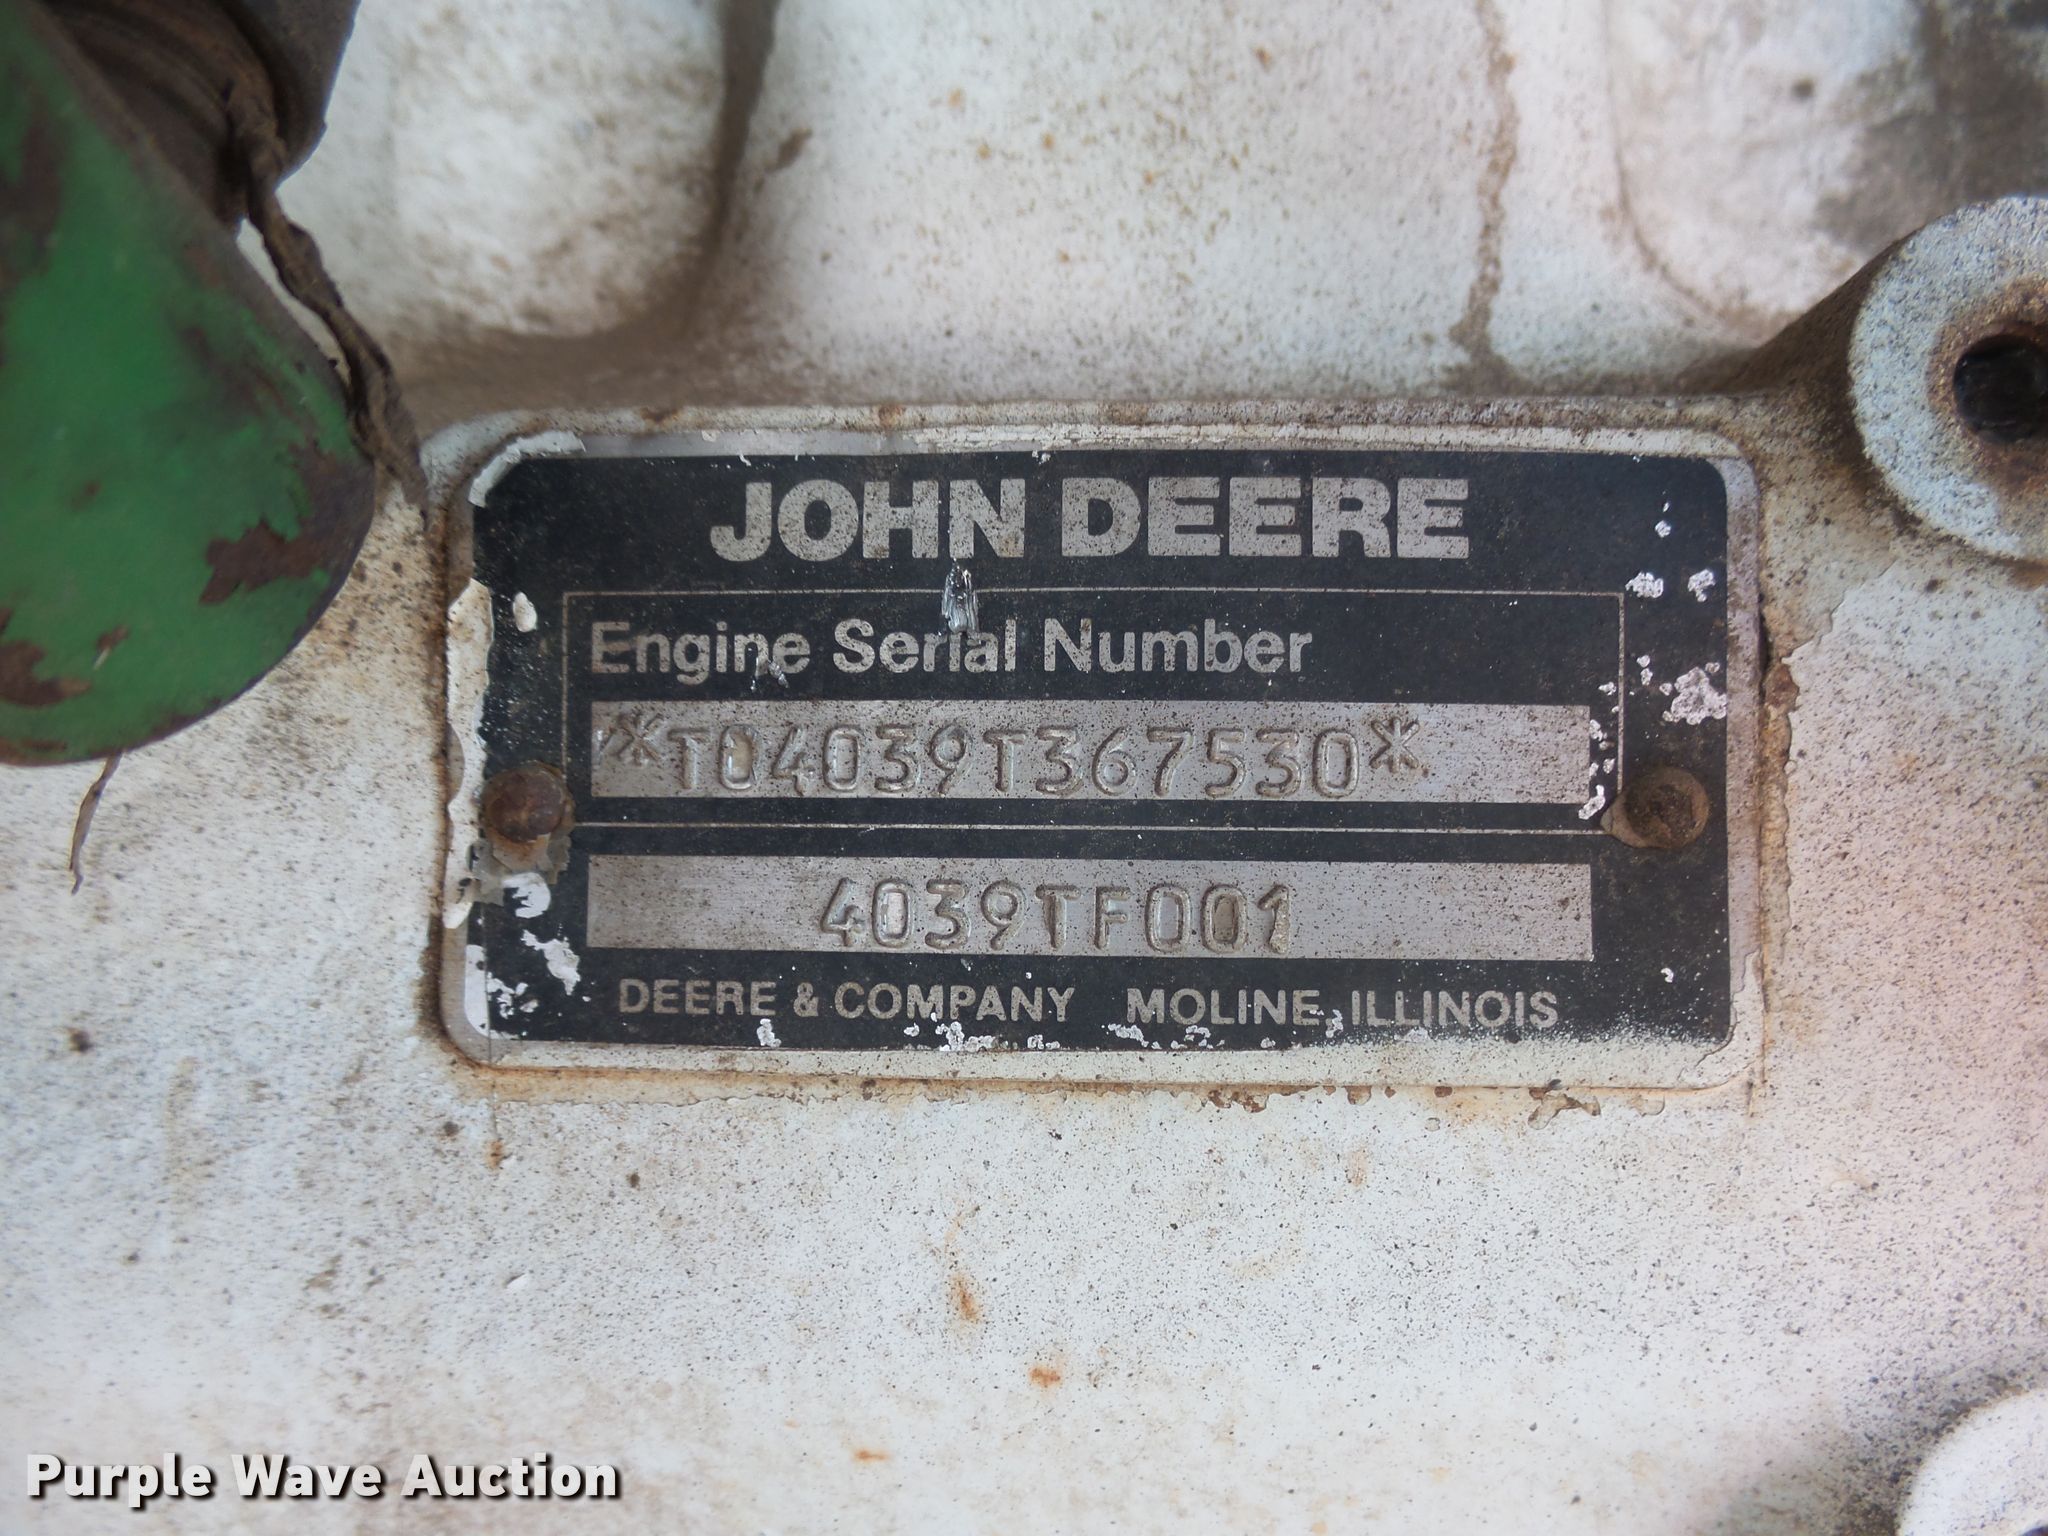 JOHN DEERE
Engine Serial Number
*T04039T367530*
4039TF001
DEERE & COMPANY MOLINE, ILLINOIS
Purple Wave Auction